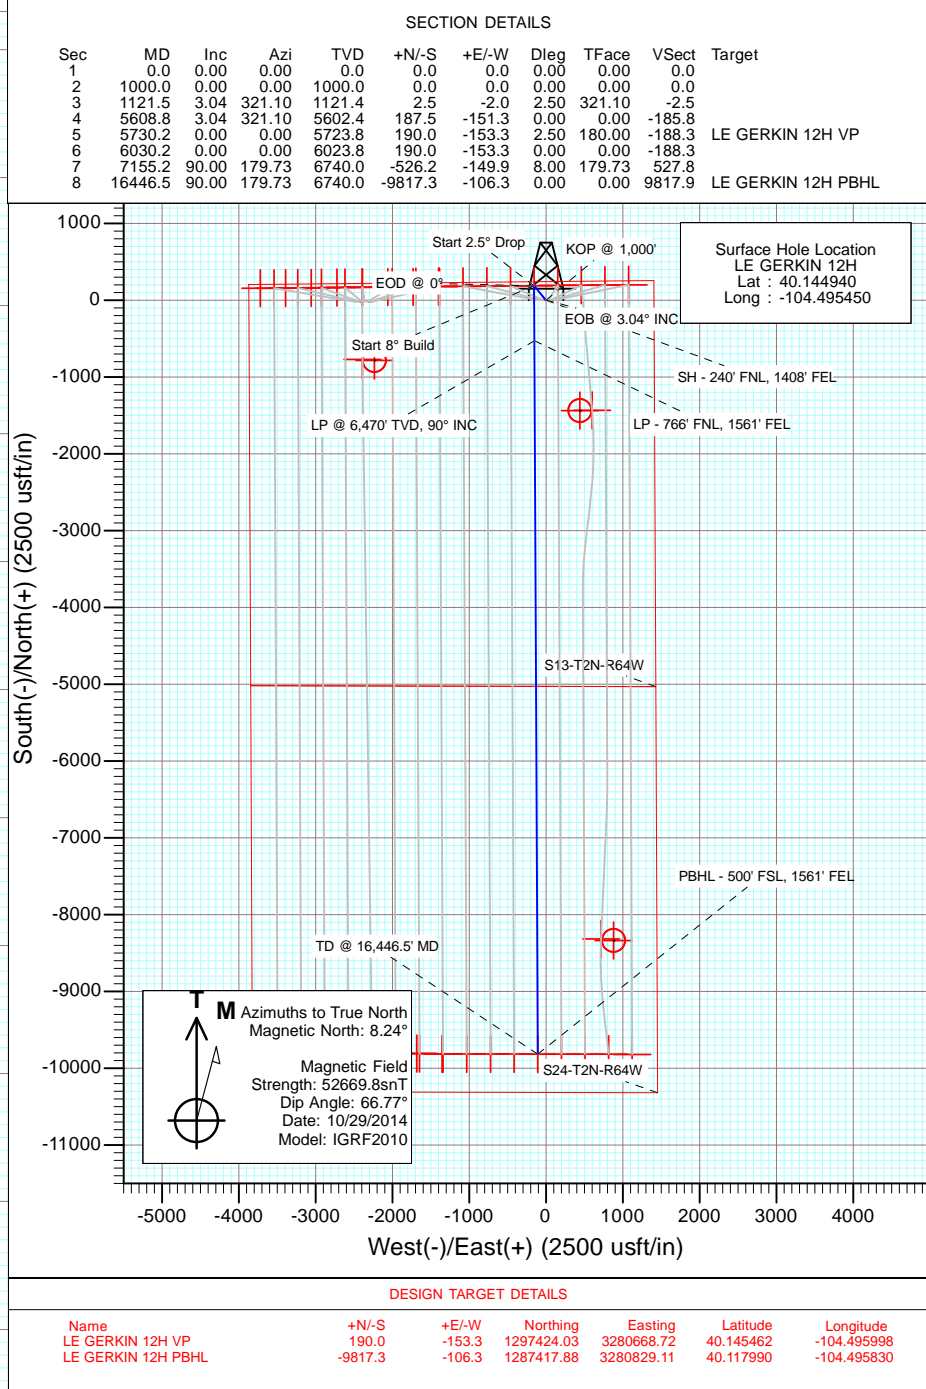 SECTION DETAILS
Sec MD Inc Azi TVD +N/-S +E/-W Dleg TFace VSect Target
1 0.0 0.00 0.00 0.0 0.0 0.0 0.00 0.00 0.0
2 1000.0 0.00 0.00 1000.0 0.0 0.0 0.00 0.00 0.0
3 1121.5 3.04 321.10 1121.4 2.5 -2.0 2.50 321.10 -2.5
4 5608.8 3.04 321.10 5602.4 187.5 -151.3 0.00 0.00 -185.8
5 5730.2 0.00 0.00 5723.8 190.0 -153.3 2.50 180.00 -188.3 LE GERKIN 12H VP
6 6030.2 0.00 0.00 6023.8 190.0 -153.3 0.00 0.00 -188.3
7 7155.2 90.00 179.73 6740.0 -526.2 -149.9 8.00 179.73 527.8
8 16446.5 90.00 179.73 6740.0 -9817.3 -106.3 0.00 0.00 9817.9 LE GERKIN 12H PBHL
Surface Hole Location
LE GERKIN 12H
Lat : 40.144940
Long : -104.495450
Start 2.5° Drop
KOP @ 1,000'
EOD @ 0°
EOB @ 3.04° INC
Start 8° Build
SH - 240' FNL, 1408' FEL
LP @ 6,470' TVD, 90° INC
LP - 766' FNL, 1561' FEL
S13-T2N-R64W
PBHL - 500' FSL, 1561' FEL
TD @ 16,446.5' MD
S24-T2N-R64W
T M
Azimuths to True North
Magnetic North: 8.24°
Magnetic Field
Strength: 52669.8snT
Dip Angle: 66.77°
Date: 10/29/2014
Model: IGRF2010
South(-)/North(+) (2500 usft/in)
1000
0
-1000
-2000
-3000
-4000
-5000
-6000
-7000
-8000
-9000
-10000
-11000
-5000 -4000 -3000 -2000 -1000 0 1000 2000 3000 4000
West(-)/East(+) (2500 usft/in)
DESIGN TARGET DETAILS
Name +N/-S +E/-W Northing Easting Latitude Longitude
LE GERKIN 12H VP 190.0 -153.3 1297424.03 3280668.72 40.145462 -104.495998
LE GERKIN 12H PBHL -9817.3 -106.3 1287417.88 3280829.11 40.117990 -104.495830